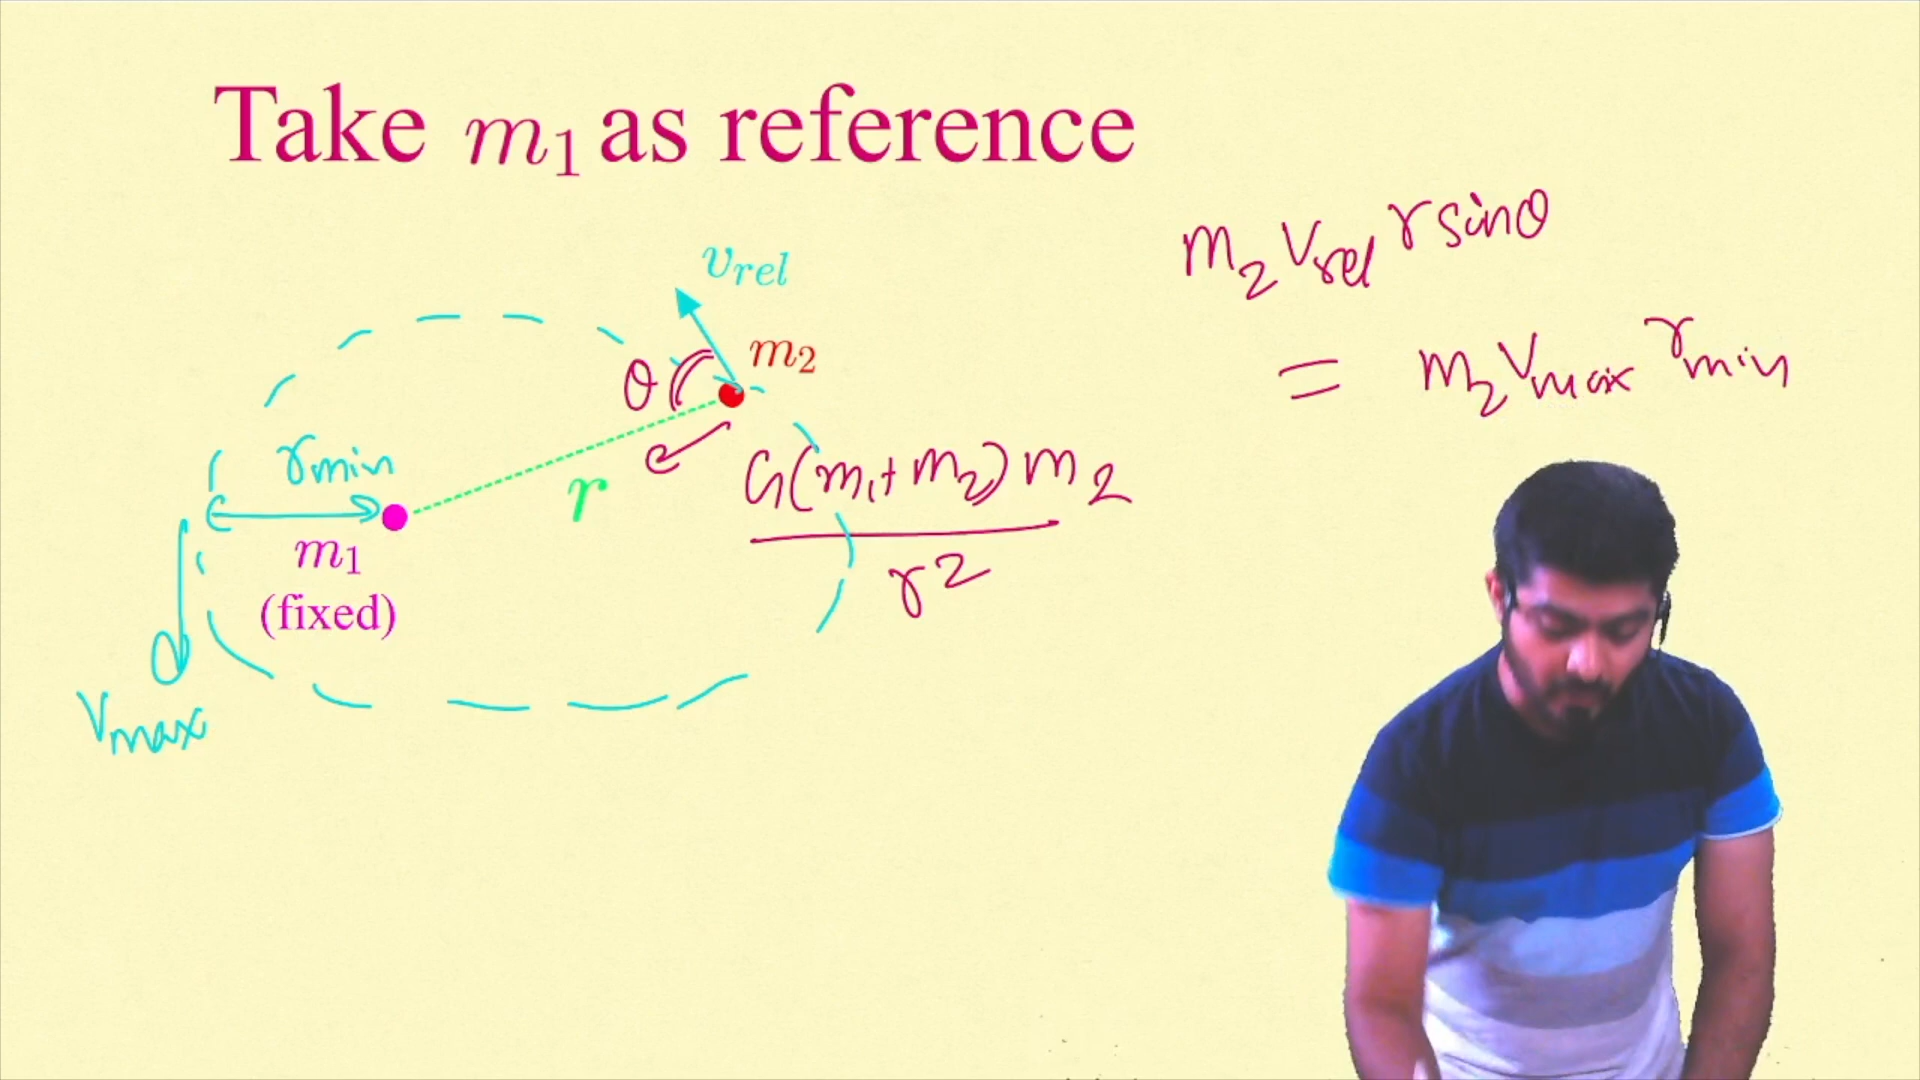 Take m₁ as reference
m₂ v_rel r sinθ
= m₂ v_max r_min
v_rel
m₂
θ
r_min
r
G(m₁+m₂)m₂
r²
m₁
(fixed)
v_max